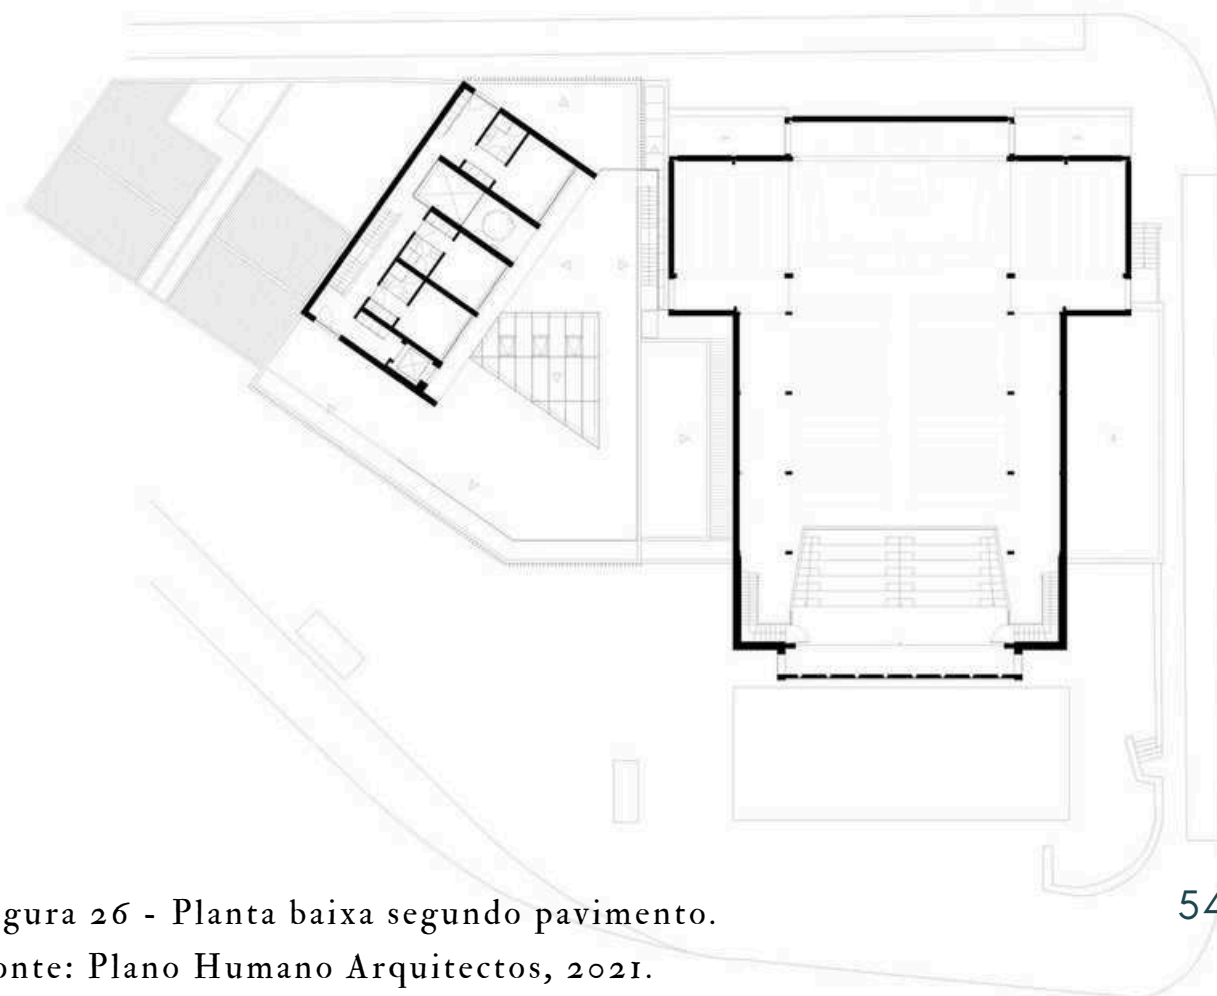 gura 26 - Planta baixa segundo pavimento.
onte: Plano Humano Arquitectos, 2021.
54